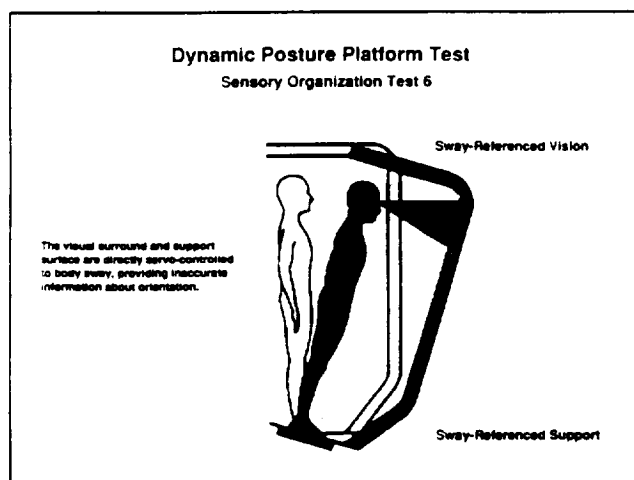 Dynamic Posture Platform Test
Sensory Organization Test 6
Sway-Referenced Vision
The visual surround and support
surface are directly servo-controlled
to body sway, providing inaccurate
information about orientation.
Sway-Referenced Support